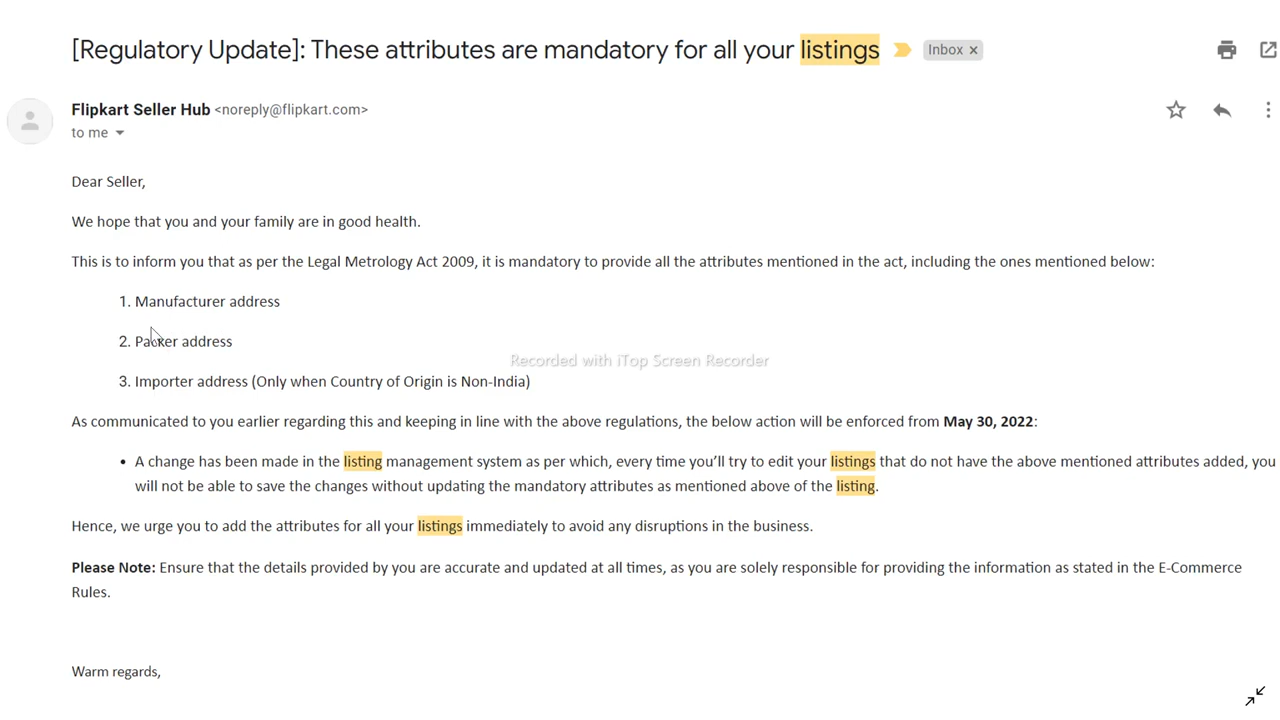 [Regulatory Update]: These attributes are mandatory for all your listings Inbox ×
Flipkart Seller Hub <noreply@flipkart.com>
to me
Dear Seller,
We hope that you and your family are in good health.
This is to inform you that as per the Legal Metrology Act 2009, it is mandatory to provide all the attributes mentioned in the act, including the ones mentioned below:
1. Manufacturer address
2. Packer address
Recorded with iTop Screen Recorder
3. Importer address (Only when Country of Origin is Non-India)
As communicated to you earlier regarding this and keeping in line with the above regulations, the below action will be enforced from May 30, 2022:
• A change has been made in the listing management system as per which, every time you’ll try to edit your listings that do not have the above mentioned attributes added, you
will not be able to save the changes without updating the mandatory attributes as mentioned above of the listing.
Hence, we urge you to add the attributes for all your listings immediately to avoid any disruptions in the business.
Please Note: Ensure that the details provided by you are accurate and updated at all times, as you are solely responsible for providing the information as stated in the E-Commerce
Rules.
Warm regards,